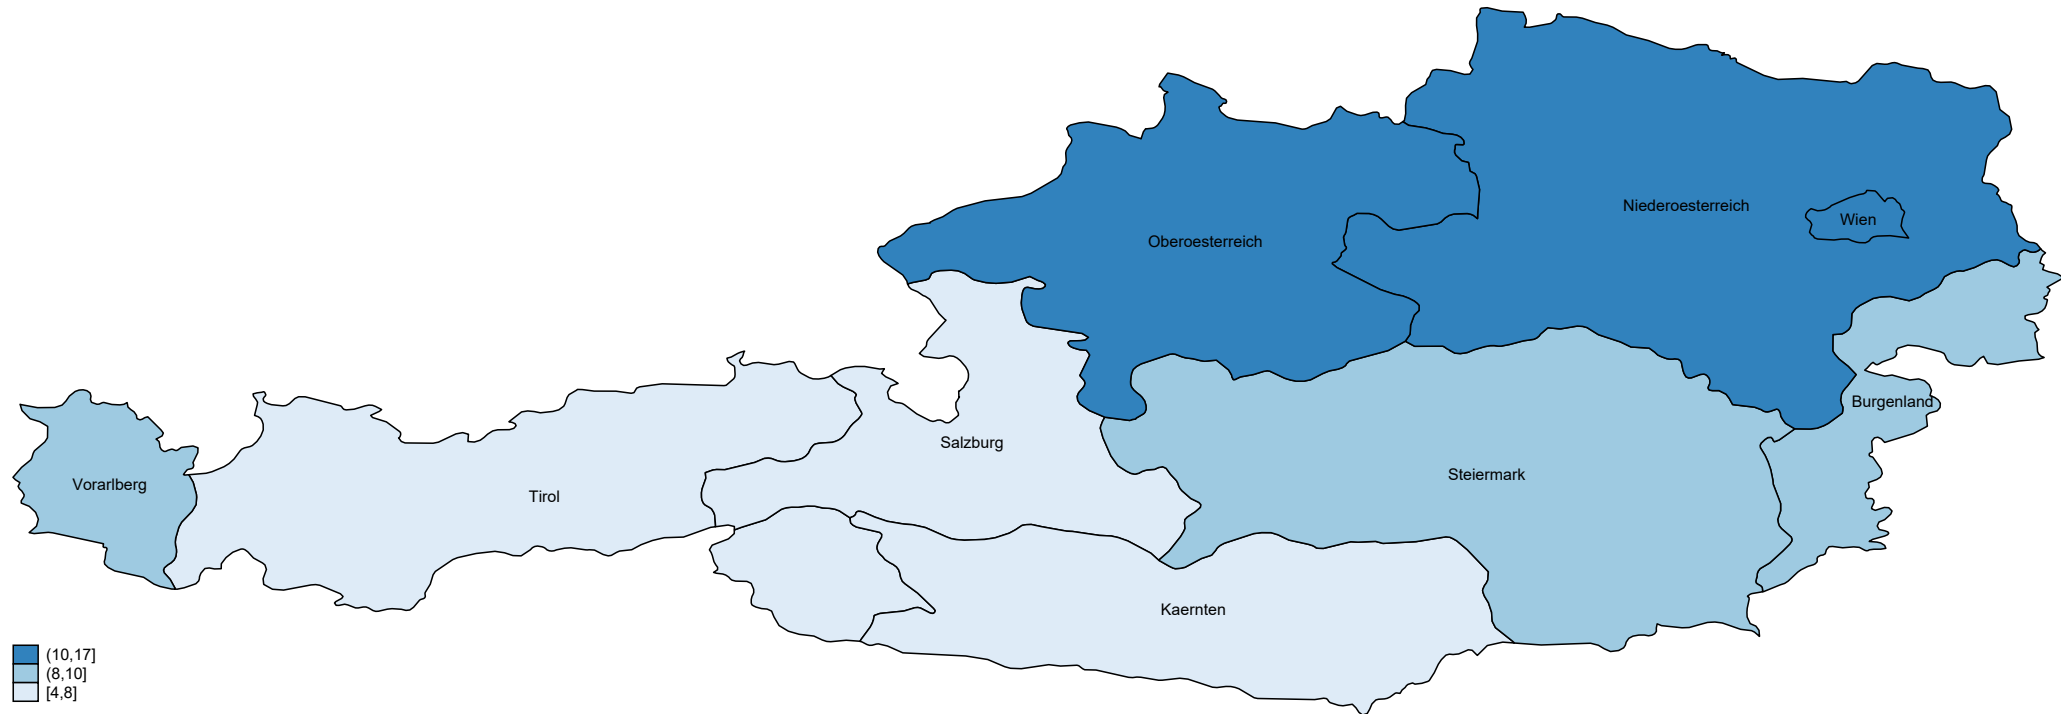 Niederoesterreich
Wien
Oberoesterreich
Burgenland
Salzburg
Steiermark
Vorarlberg
Tirol
Kaernten
(10,17]
(8,10]
[4,8]